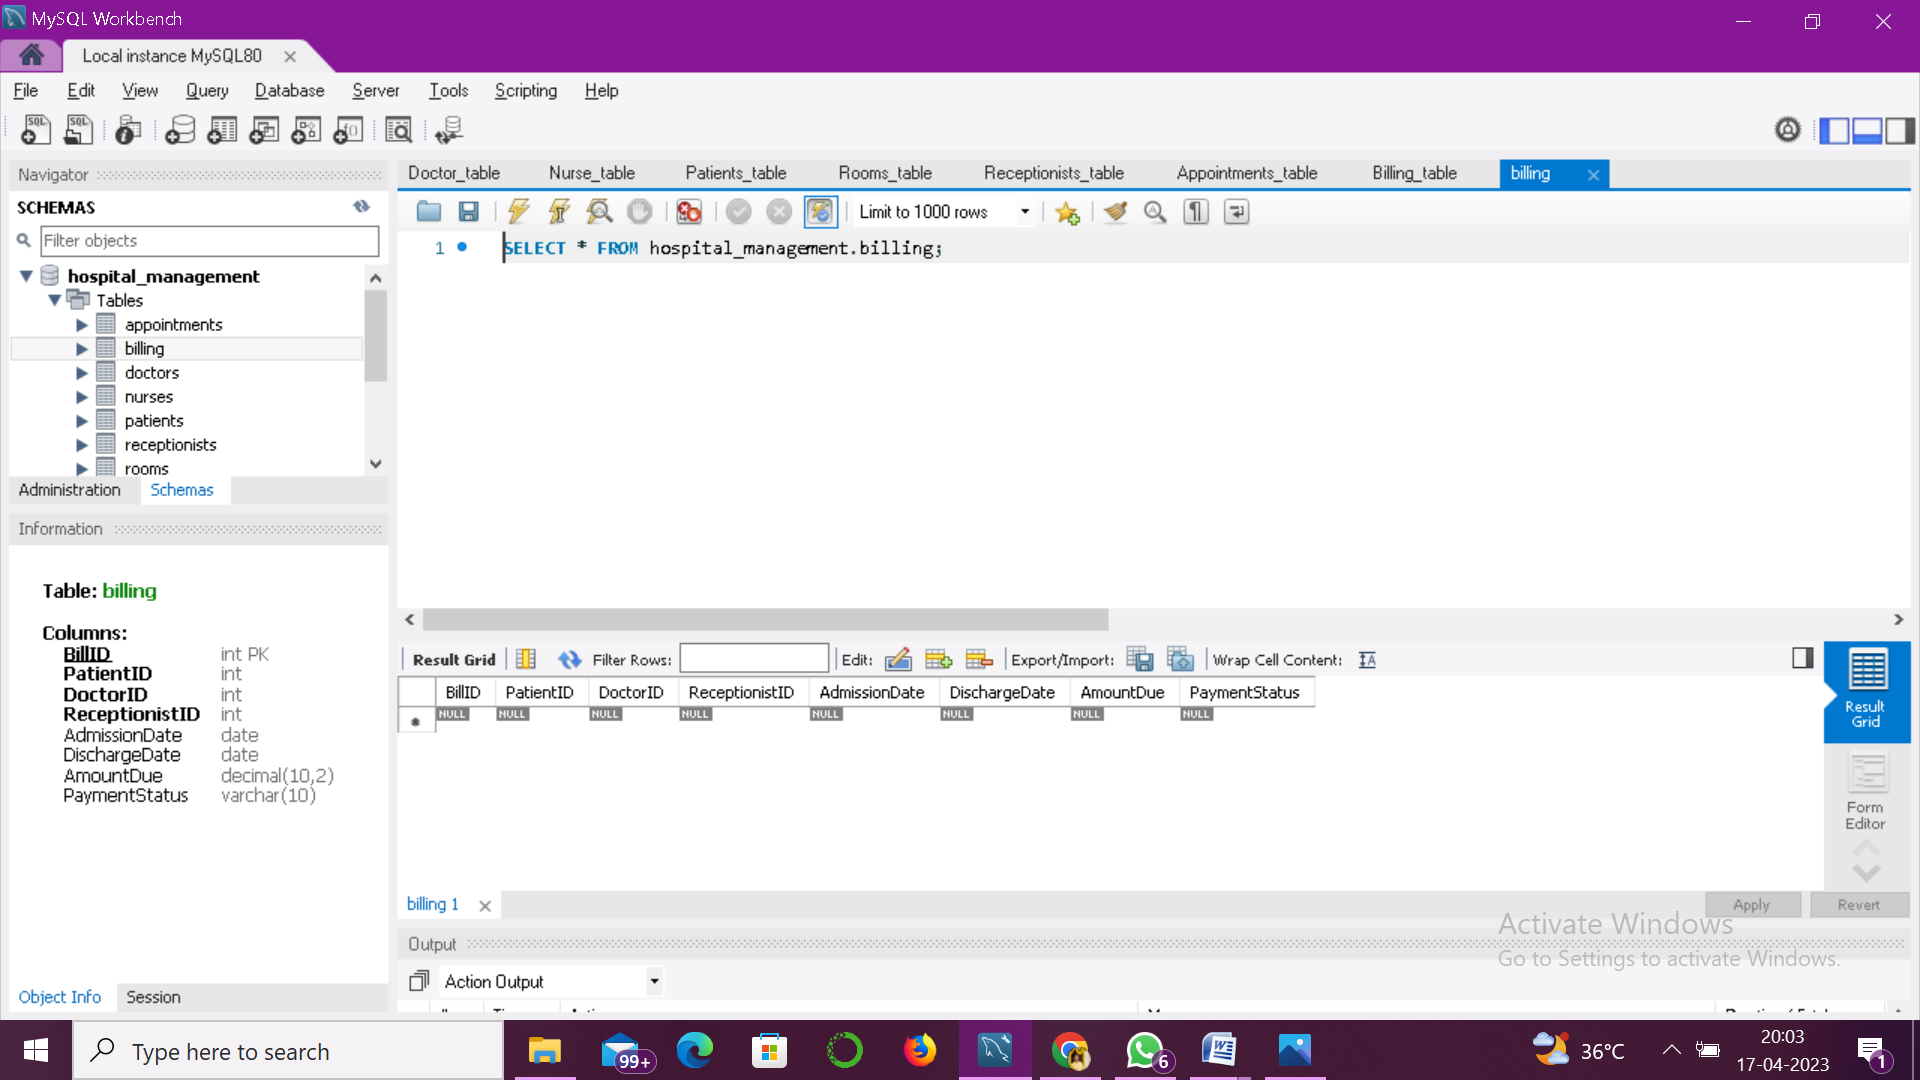 MySQL Workbench
Local instance MySQL80
File Edit View Query Database Server Tools Scripting Help
Navigator
SCHEMAS
Filter objects
hospital_management
Tables
appointments
billing
doctors
nurses
patients
receptionists
rooms
Administration Schemas
Information
Table: billing
Columns:
BillID int PK
PatientID int
DoctorID int
ReceptionistID int
AdmissionDate date
DischargeDate date
AmountDue decimal(10,2)
PaymentStatus varchar(10)
Object Info Session
Doctor_table Nurse_table Patients_table Rooms_table Receptionists_table Appointments_table Billing_table billing
Limit to 1000 rows
1 SELECT * FROM hospital_management.billing;
Result Grid Filter Rows: Edit: Export/Import: Wrap Cell Content:
BillID PatientID DoctorID ReceptionistID AdmissionDate DischargeDate AmountDue PaymentStatus
NULL NULL NULL NULL NULL NULL NULL NULL
Result
Grid
Form
Editor
billing 1
Apply Revert
Output
Action Output
Activate Windows
Go to Settings to activate Windows.
Type here to search
99+
6
36°C
20:03
17-04-2023
1